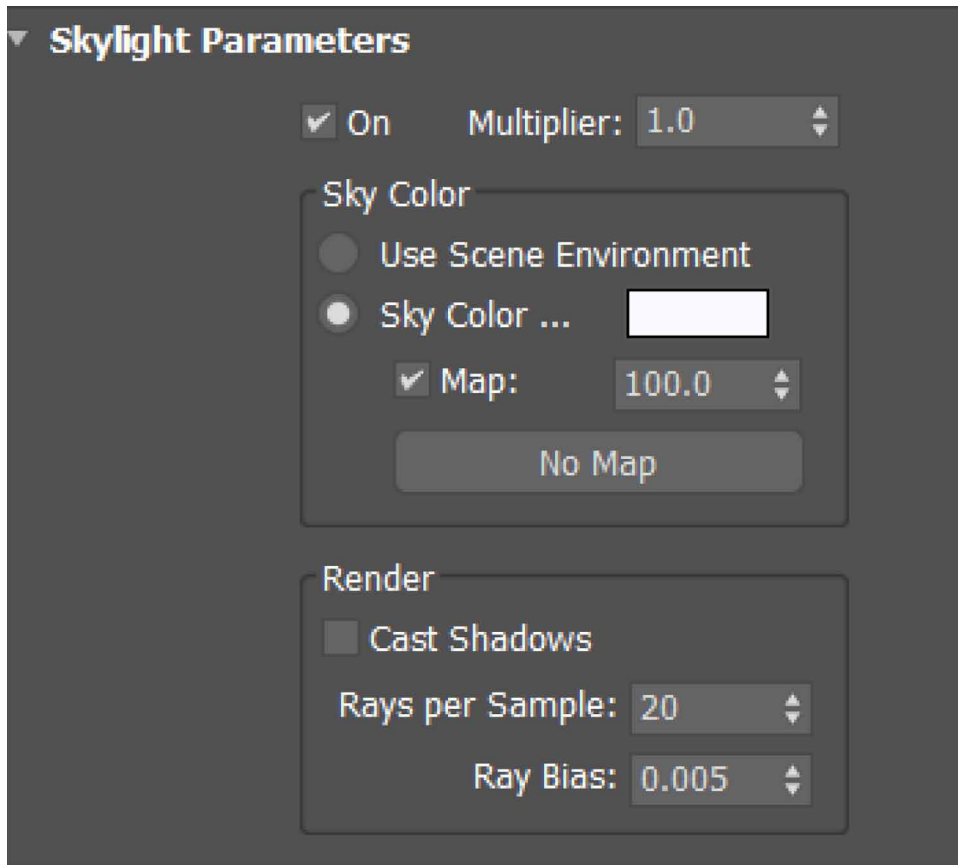 Skylight Parameters
On Multiplier: 1.0
Sky Color
Use Scene Environment
Sky Color ...
Map: 100.0
No Map
Render
Cast Shadows
Rays per Sample: 20
Ray Bias: 0.005